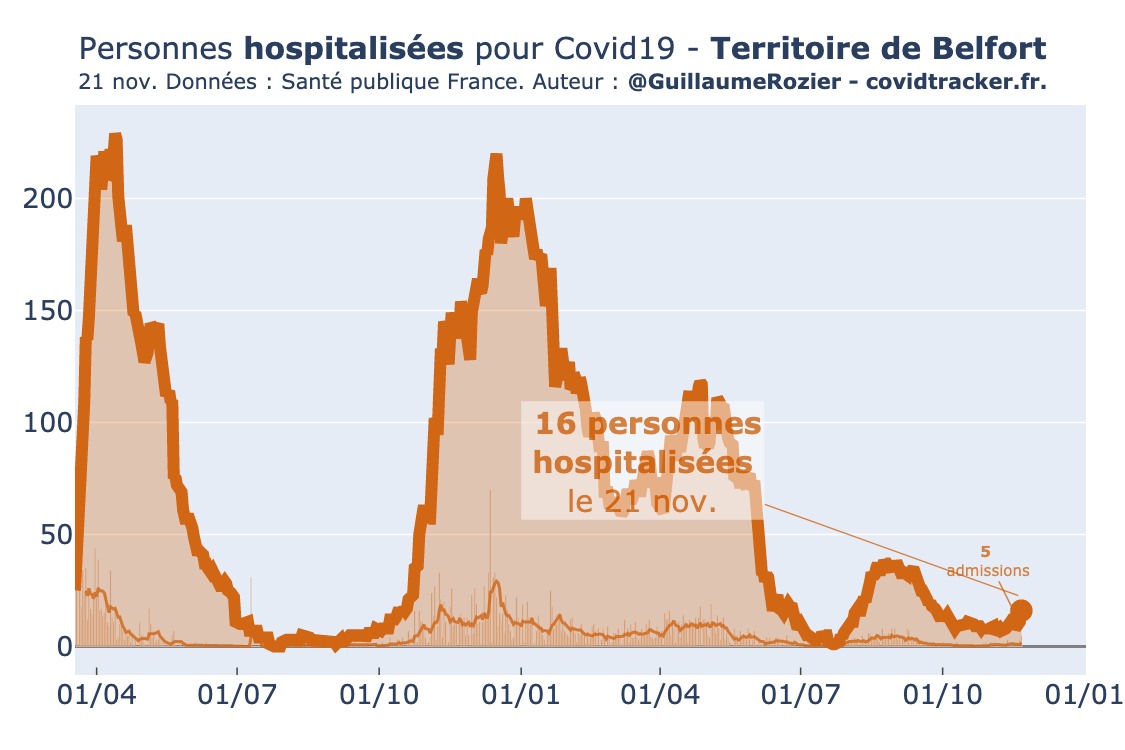 Personnes hospitalisées pour Covid19 - Territoire de Belfort
21 nov. Données : Santé publique France. Auteur : @GuillaumeRozier - covidtracker.fr.
200
150
100
50
0
16 personnes
hospitalisées
le 21 nov.
5
admissions
01/04 01/07 01/10 01/01 01/04 01/07 01/10 01/01